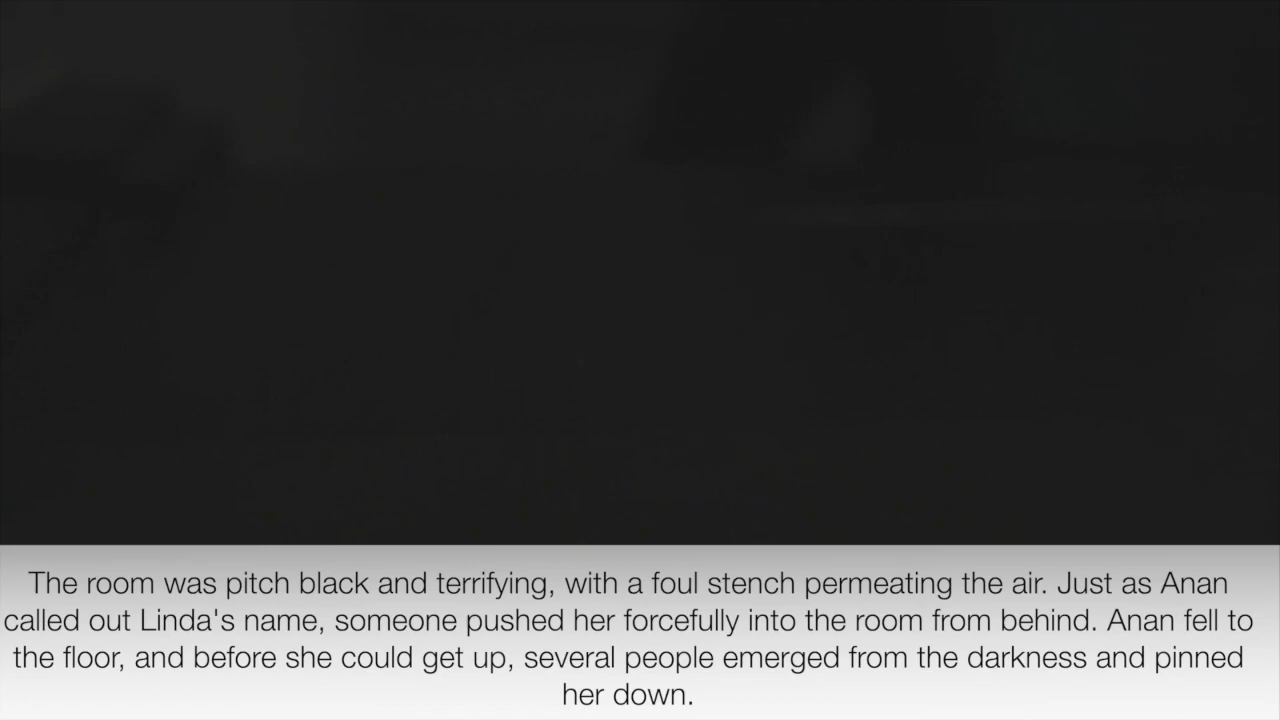 The room was pitch black and terrifying, with a foul stench permeating the air. Just as Anan
called out Linda's name, someone pushed her forcefully into the room from behind. Anan fell to
the floor, and before she could get up, several people emerged from the darkness and pinned
her down.